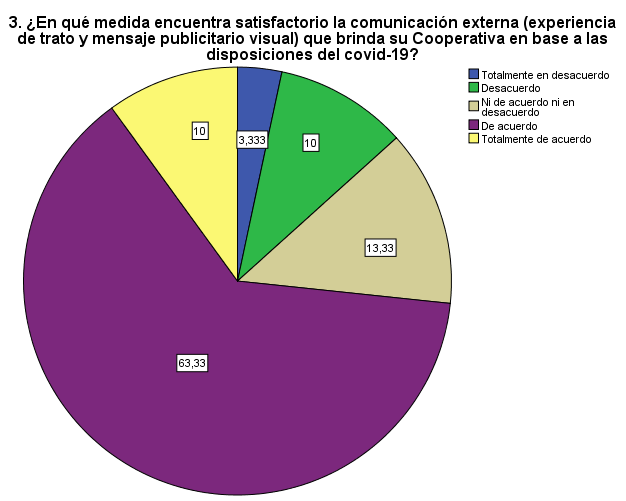 3. ¿En qué medida encuentra satisfactorio la comunicación externa (experiencia
de trato y mensaje publicitario visual) que brinda su Cooperativa en base a las
disposiciones del covid-19?
Totalmente en desacuerdo
Desacuerdo
Ni de acuerdo ni en
desacuerdo
De acuerdo
Totalmente de acuerdo
10
3,333
10
13,33
63,33